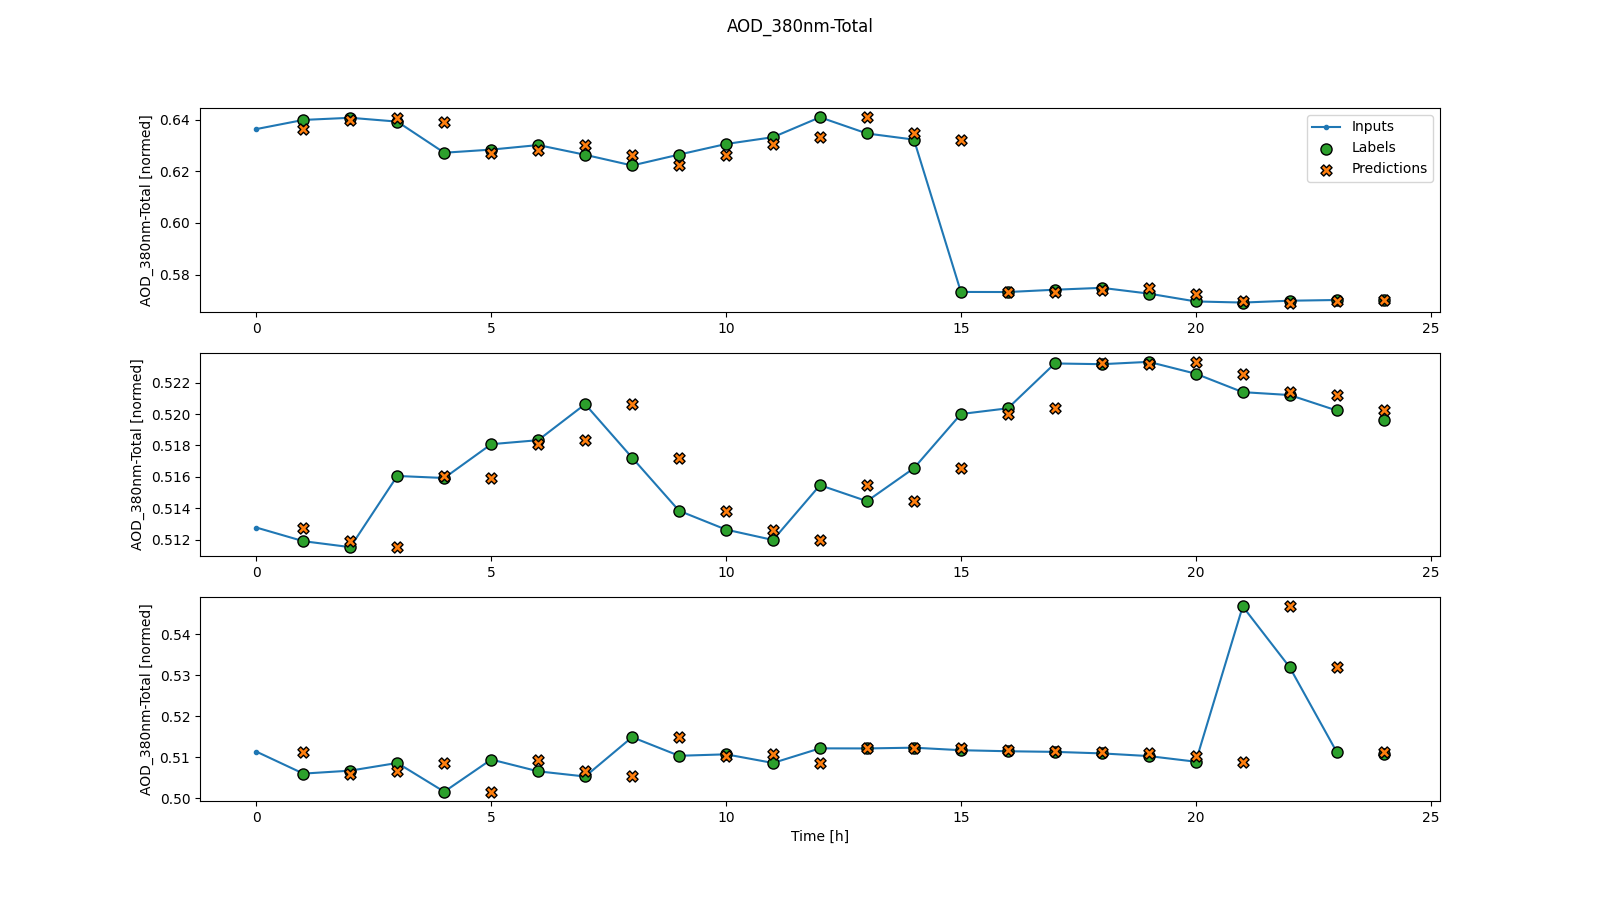 AOD_380nm-Total
AOD_380nm-Total [normed]
0.64
0.62
0.60
0.58
0 5 10 15 20 25
Inputs
Labels
Predictions
AOD_380nm-Total [normed]
0.522
0.520
0.518
0.516
0.514
0.512
0 5 10 15 20 25
AOD_380nm-Total [normed]
0.54
0.53
0.52
0.51
0.50
0 5 10 15 20 25
Time [h]